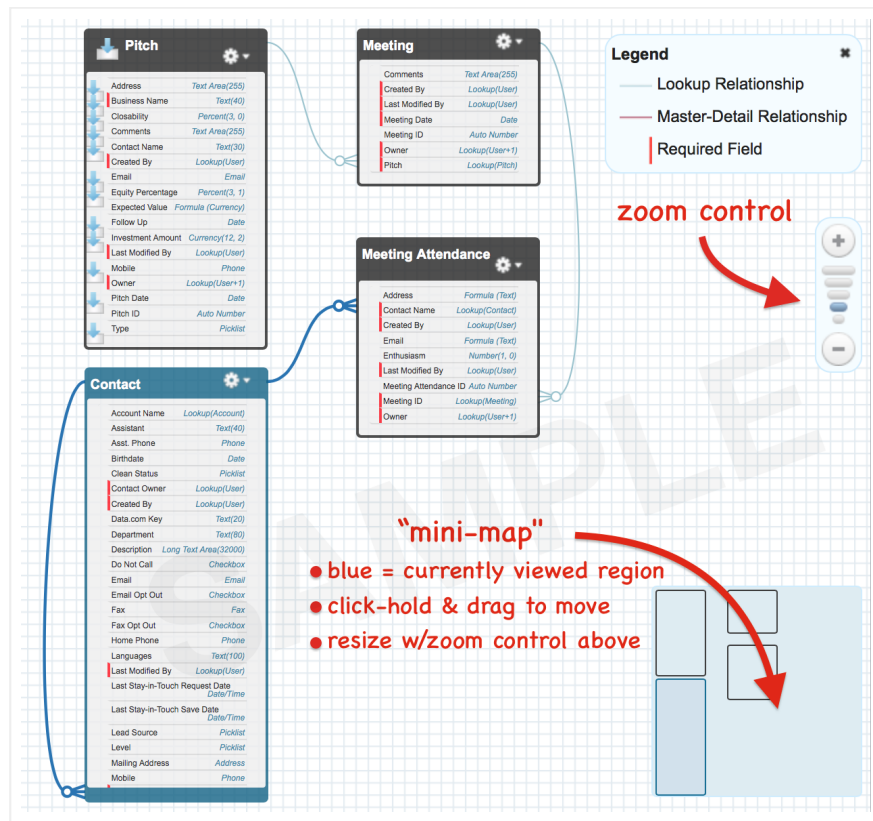 Pitch
Address Text Area(255)
Business Name Text(40)
Closability Percent(3, 0)
Comments Text Area(255)
Contact Name Text(30)
Created By Lookup(User)
Email Email
Equity Percentage Percent(3, 1)
Expected Value Formula (Currency)
Follow Up Date
Investment Amount Currency(12, 2)
Last Modified By Lookup(User)
Mobile Phone
Owner Lookup(User+1)
Pitch Date Date
Pitch ID Auto Number
Type Picklist
Meeting
Comments Text Area(255)
Created By Lookup(User)
Last Modified By Lookup(User)
Meeting Date Date
Meeting ID Auto Number
Owner Lookup(User+1)
Pitch Lookup(Pitch)
Legend
Lookup Relationship
Master-Detail Relationship
Required Field
zoom control
Meeting Attendance
Address Formula (Text)
Contact Name Lookup(Contact)
Created By Lookup(User)
Email Formula (Text)
Enthusiasm Number(1, 0)
Last Modified By Lookup(User)
Meeting Attendance ID Auto Number
Meeting ID Lookup(Meeting)
Owner Lookup(User+1)
Contact
Account Name Lookup(Account)
Assistant Text(40)
Asst. Phone Phone
Birthdate Date
Clean Status Picklist
Contact Owner Lookup(User)
Created By Lookup(User)
Data.com Key Text(20)
Department Text(80)
Description Long Text Area(32000)
Do Not Call Checkbox
Email Email
Email Opt Out Checkbox
Fax Fax
Fax Opt Out Checkbox
Home Phone Phone
Languages Text(100)
Last Modified By Lookup(User)
Last Stay-in-Touch Request Date
Date/Time
Last Stay-in-Touch Save Date
Date/Time
Lead Source Picklist
Level Picklist
Mailing Address Address
Mobile Phone
"mini-map"
• blue = currently viewed region
• click-hold & drag to move
• resize w/zoom control above
SAMPLE